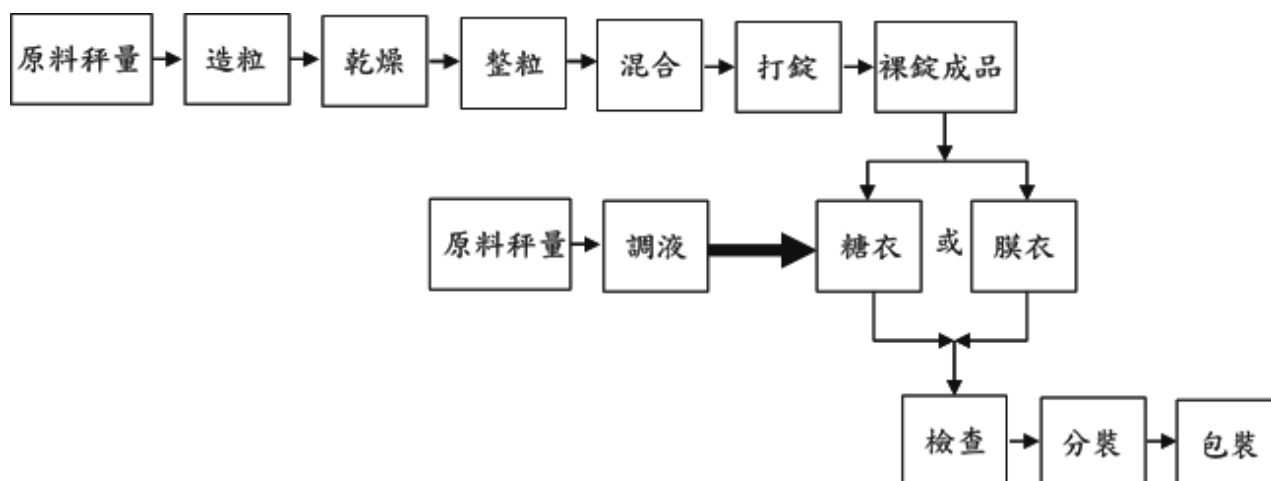 原料秤量
造粒
乾燥
整粒
混合
打錠
裸錠成品
原料秤量
調液
糖衣
或
膜衣
檢查
分裝
包裝